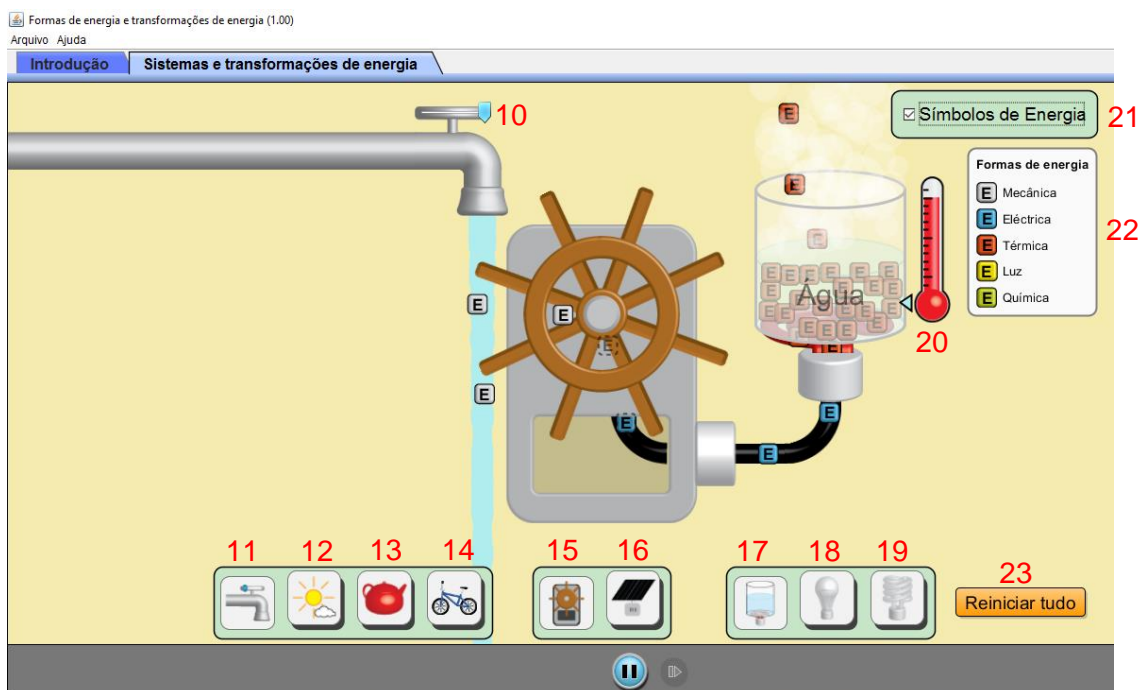 Formas de energia e transformações de energia (1.00)
Arquivo Ajuda
Introdução Sistemas e transformações de energia
10
E
Símbolos de Energia 21
Formas de energia
E Mecânica
E Eléctrica
E Térmica
E Luz
E Química
22
E
E
E E E E E
E E E
E Água E E
E E E E
E E E
E
20
E
E
E
E
E
E
E
E
11 12 13 14 15 16 17 18 19
23
Reiniciar tudo